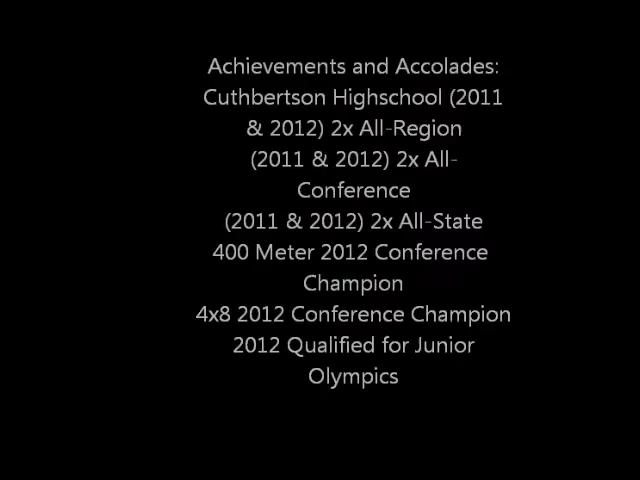 Achievements and Accolades:
Cuthbertson Highschool (2011
& 2012) 2x All-Region
(2011 & 2012) 2x All-
Conference
(2011 & 2012) 2x All-State
400 Meter 2012 Conference
Champion
4x8 2012 Conference Champion
2012 Qualified for Junior
Olympics